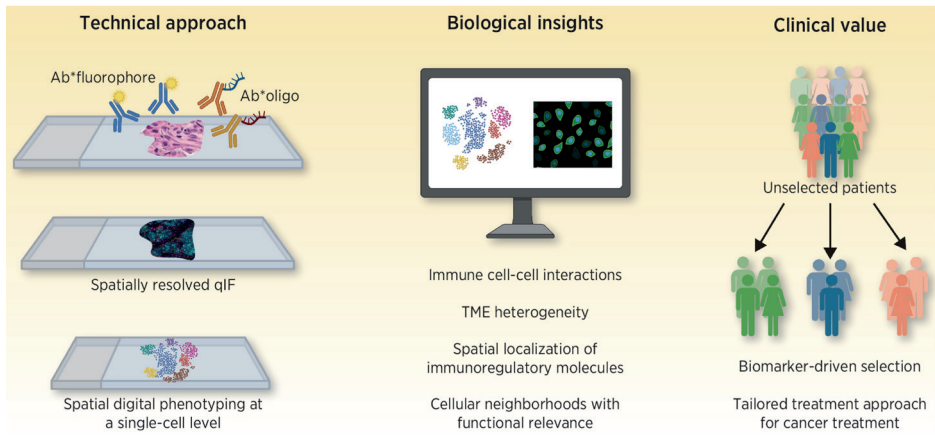 Technical approach
Ab*fluorophore
Ab*oligo
Spatially resolved qIF
Spatial digital phenotyping at
a single-cell level
Biological insights
Immune cell-cell interactions
TME heterogeneity
Spatial localization of
immunoregulatory molecules
Cellular neighborhoods with
functional relevance
Clinical value
Unselected patients
Biomarker-driven selection
Tailored treatment approach
for cancer treatment